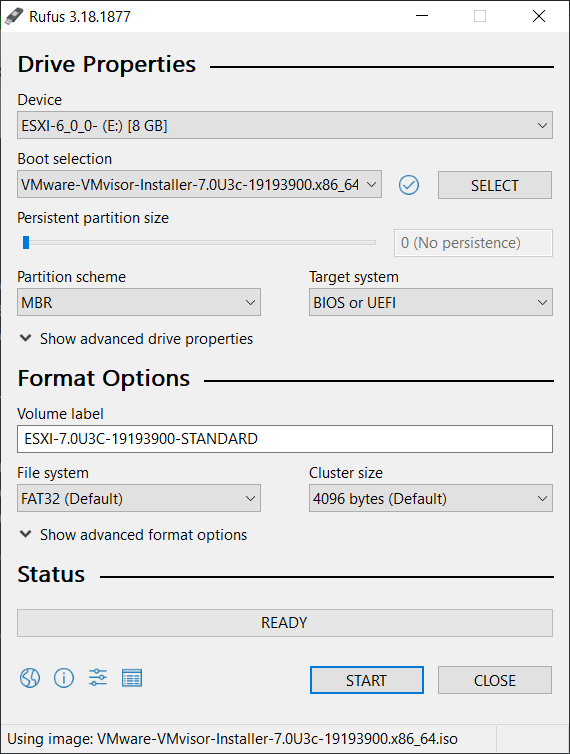 Rufus 3.18.1877
Drive Properties
Device
ESXI-6_0_0- (E:) [8 GB]
Boot selection
VMware-VMvisor-Installer-7.0U3c-19193900.x86_64
SELECT
Persistent partition size
0 (No persistence)
Partition scheme
Target system
MBR
BIOS or UEFI
Show advanced drive properties
Format Options
Volume label
ESXI-7.0U3C-19193900-STANDARD
File system
Cluster size
FAT32 (Default)
4096 bytes (Default)
Show advanced format options
Status
READY
START
CLOSE
Using image: VMware-VMvisor-Installer-7.0U3c-19193900.x86_64.iso